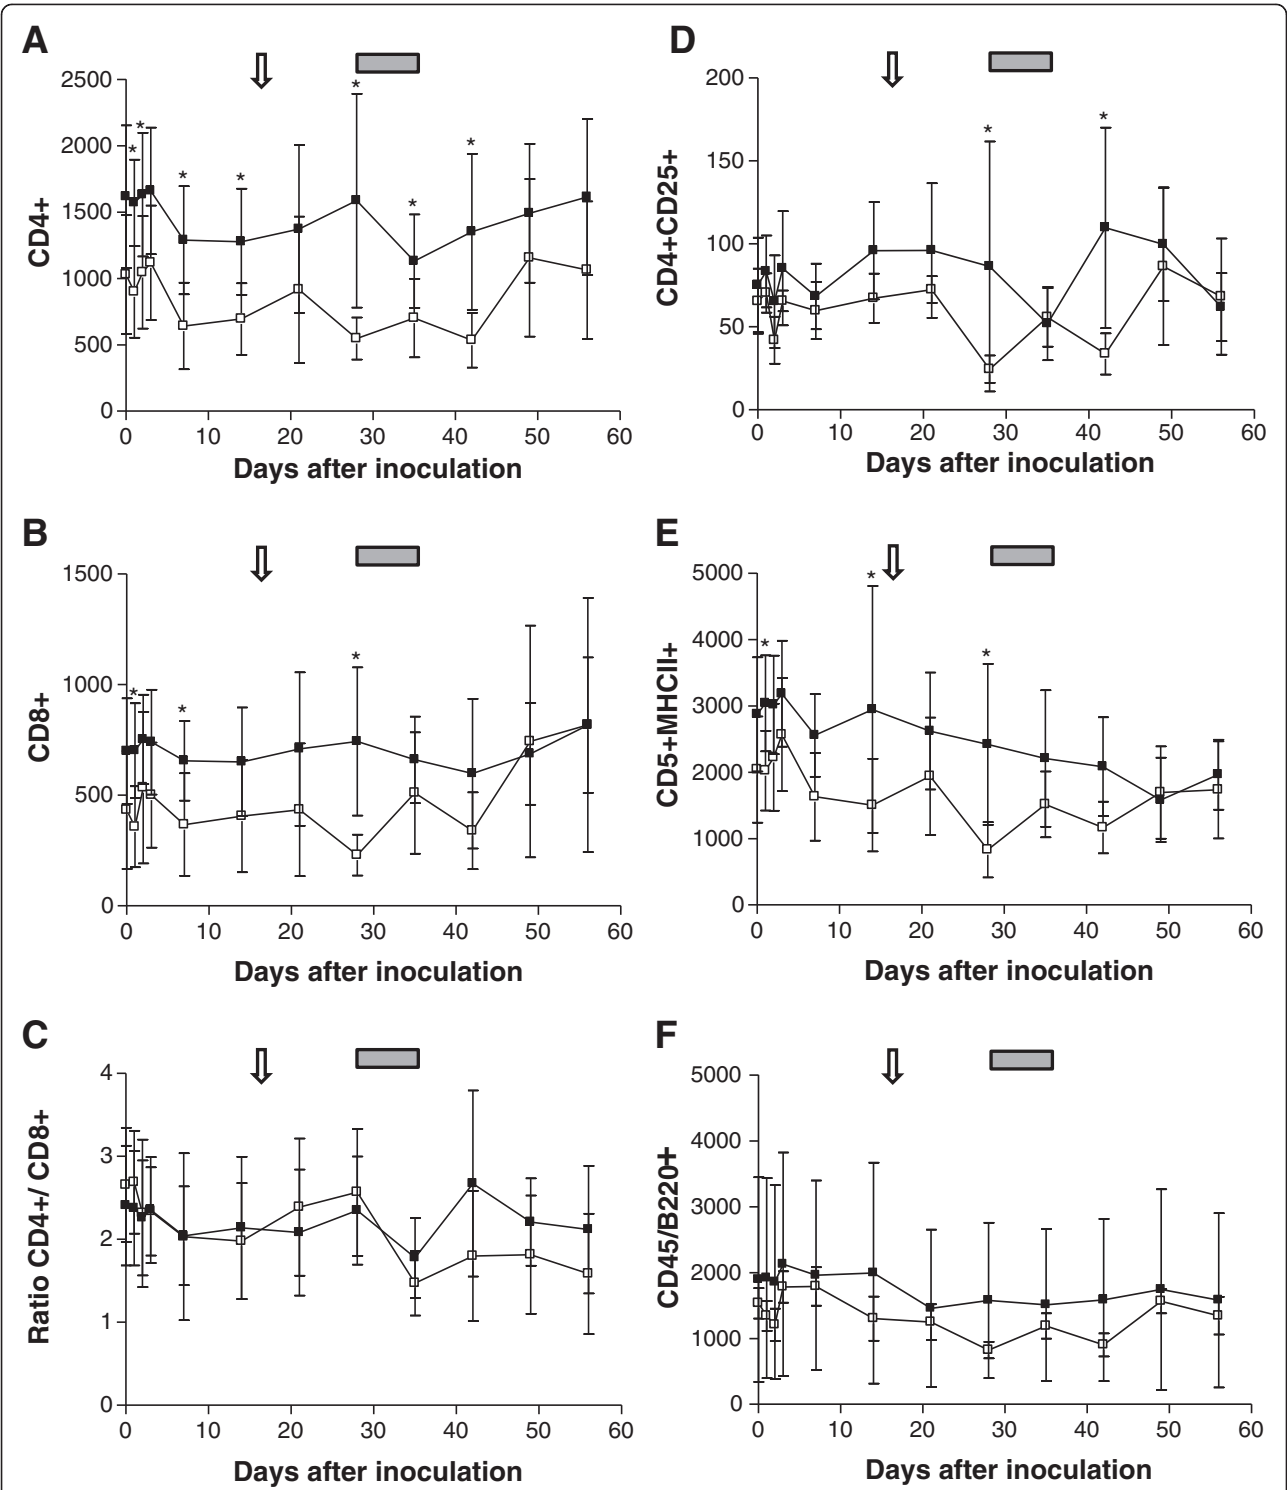 A
2500
2000
1500
1000
500
0
CD4+
* * * * * * *
0 10 20 30 40 50 60
Days after inoculation
D
200
150
100
50
0
CD4+CD25+
* *
0 10 20 30 40 50 60
Days after inoculation
B
1500
1000
500
0
CD8+
* * *
0 10 20 30 40 50 60
Days after inoculation
E
5000
4000
3000
2000
1000
0
CD5+MHCII+
* * *
0 10 20 30 40 50 60
Days after inoculation
C
4
3
2
1
0
Ratio CD4+/ CD8+
0 10 20 30 40 50 60
Days after inoculation
F
5000
4000
3000
2000
1000
0
CD45/B220+
0 10 20 30 40 50 60
Days after inoculation